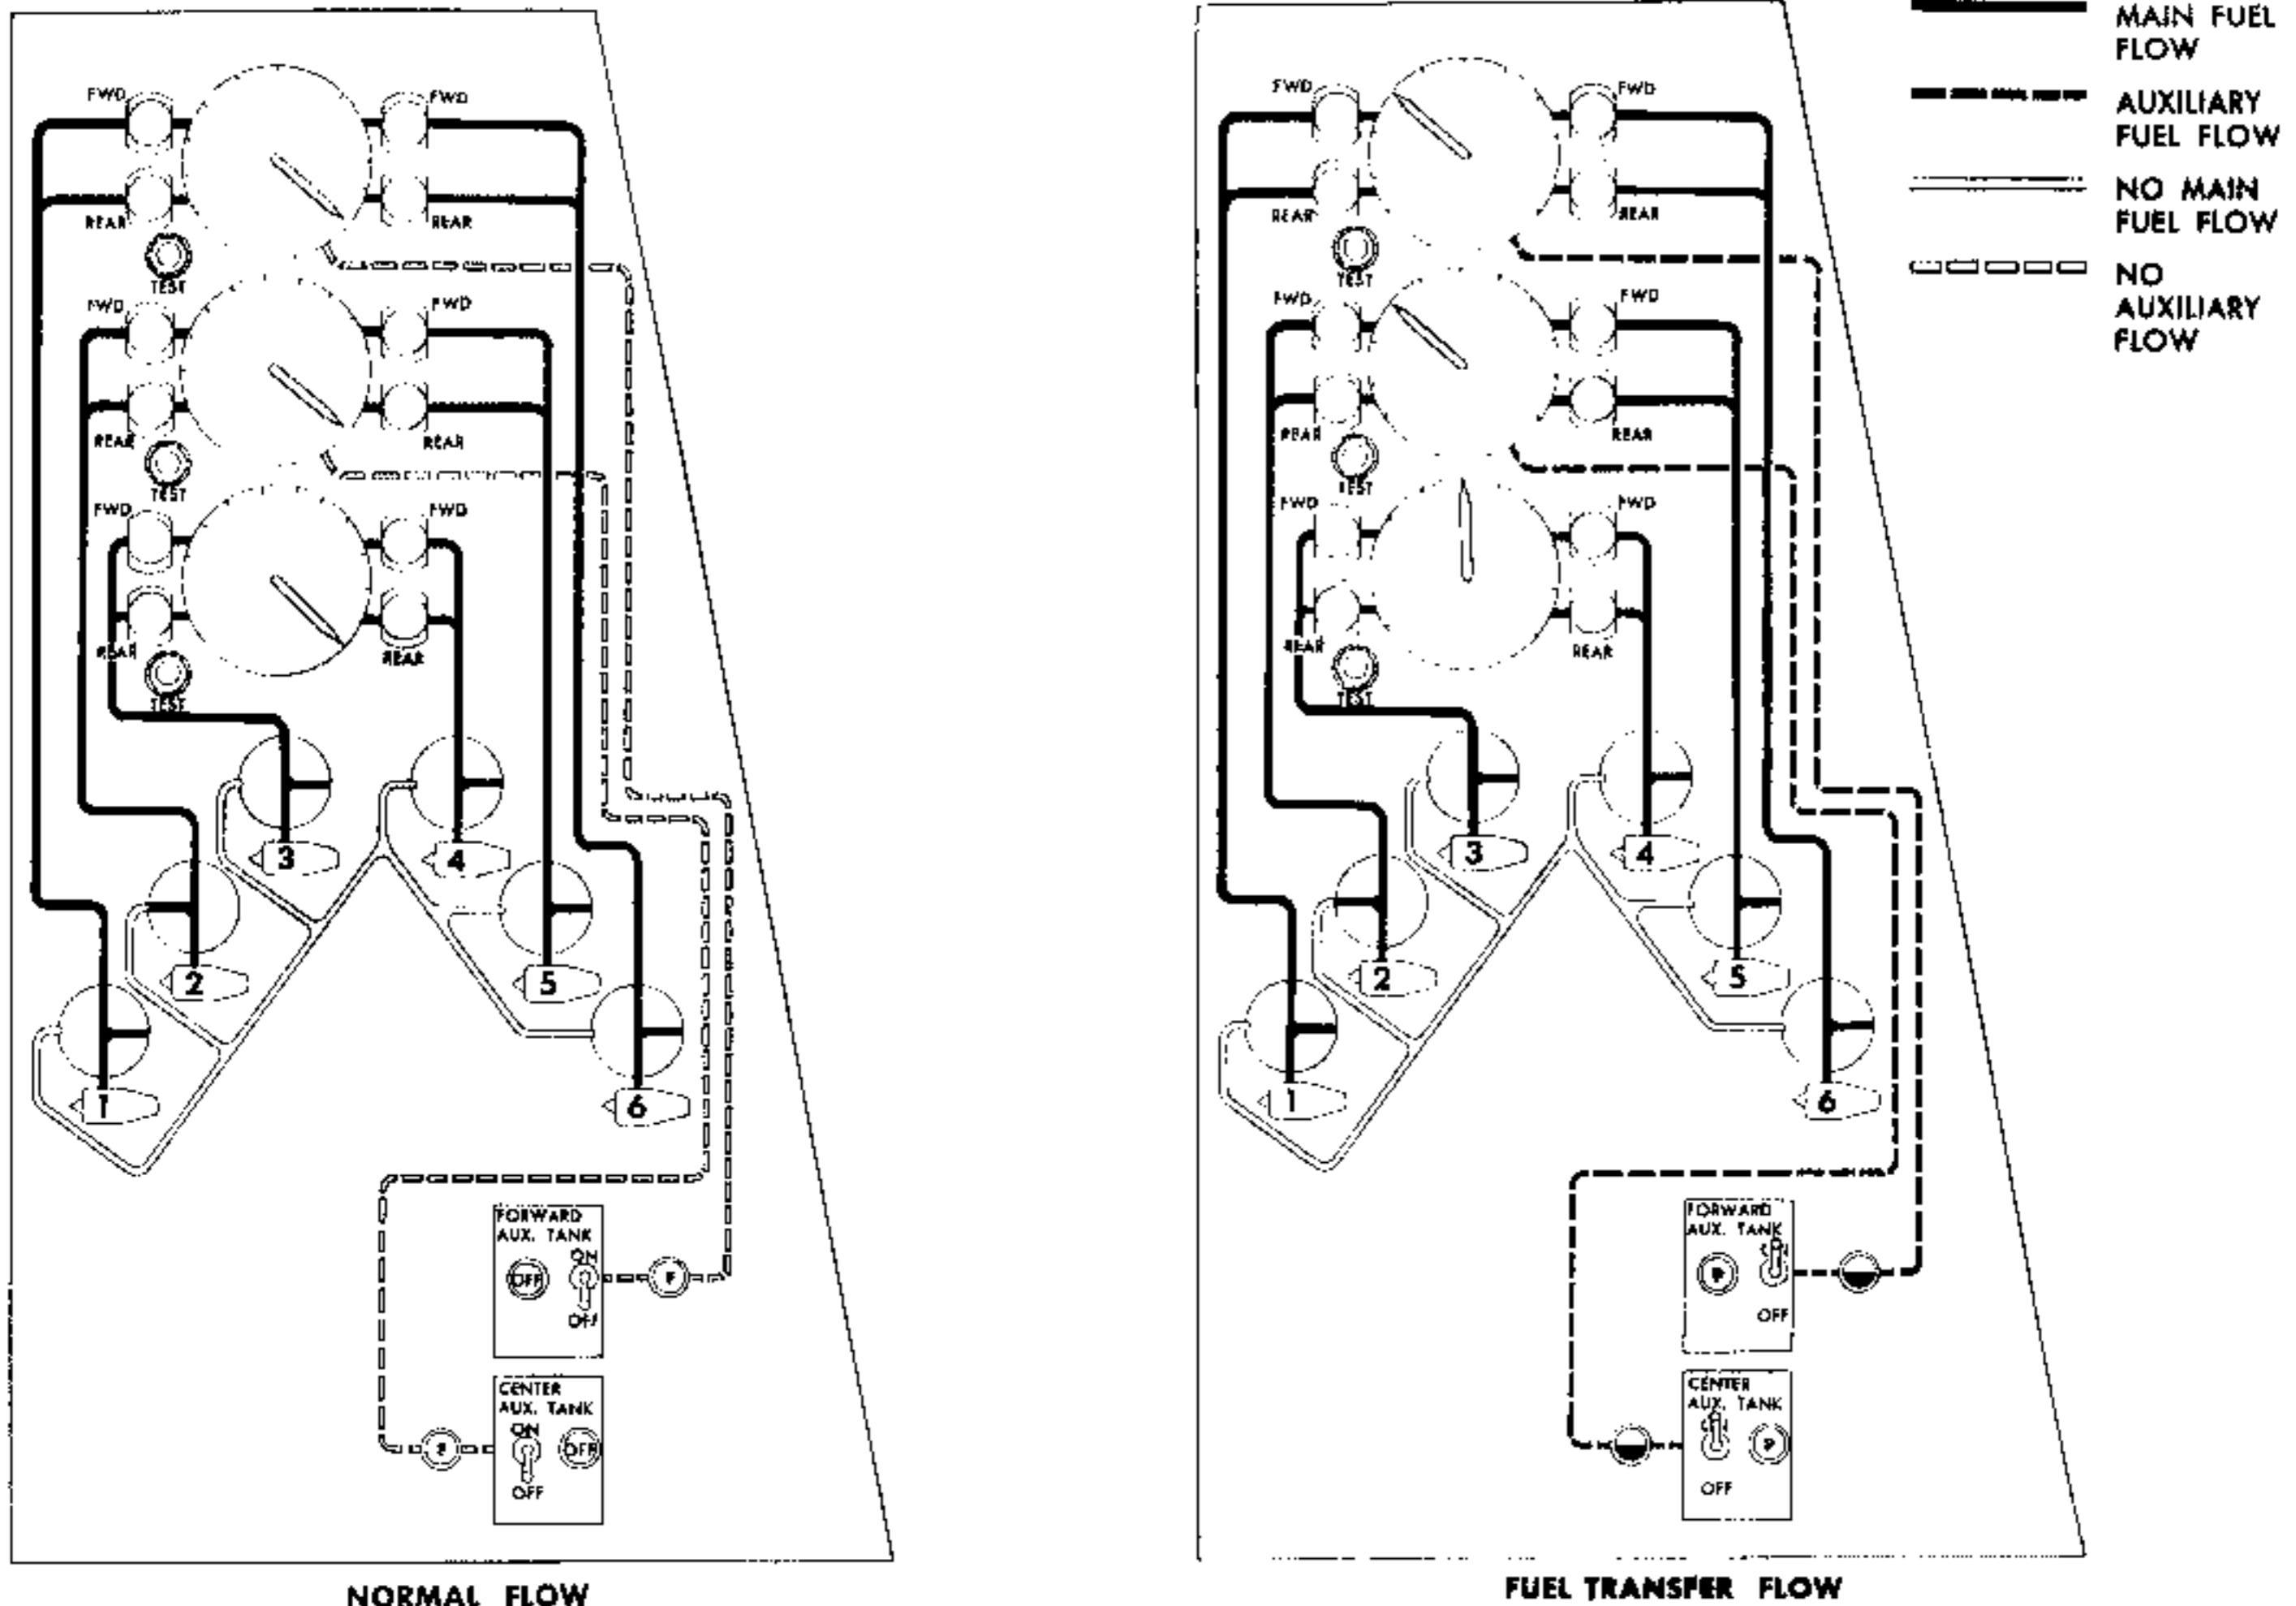 FWD
FWD
REAR
REAR
TEST
FWD
FWD
REAR
REAR
TEST
FWD
FWD
REAR
REAR
TEST
3
4
2
5
1
6
FORWARD
AUX. TANK
ON
OFF
F
OFF
CENTER
AUX. TANK
ON
OFF
OFF
NORMAL FLOW
FWD
FWD
REAR
REAR
TEST
FWD
FWD
REAR
REAR
TEST
FWD
FWD
REAR
REAR
TEST
3
4
2
5
1
6
FORWARD
AUX. TANK
OFF
CENTER
AUX. TANK
OFF
FUEL TRANSFER FLOW
MAIN FUEL
FLOW
AUXILIARY
FUEL FLOW
NO MAIN
FUEL FLOW
NO
AUXILIARY
FLOW